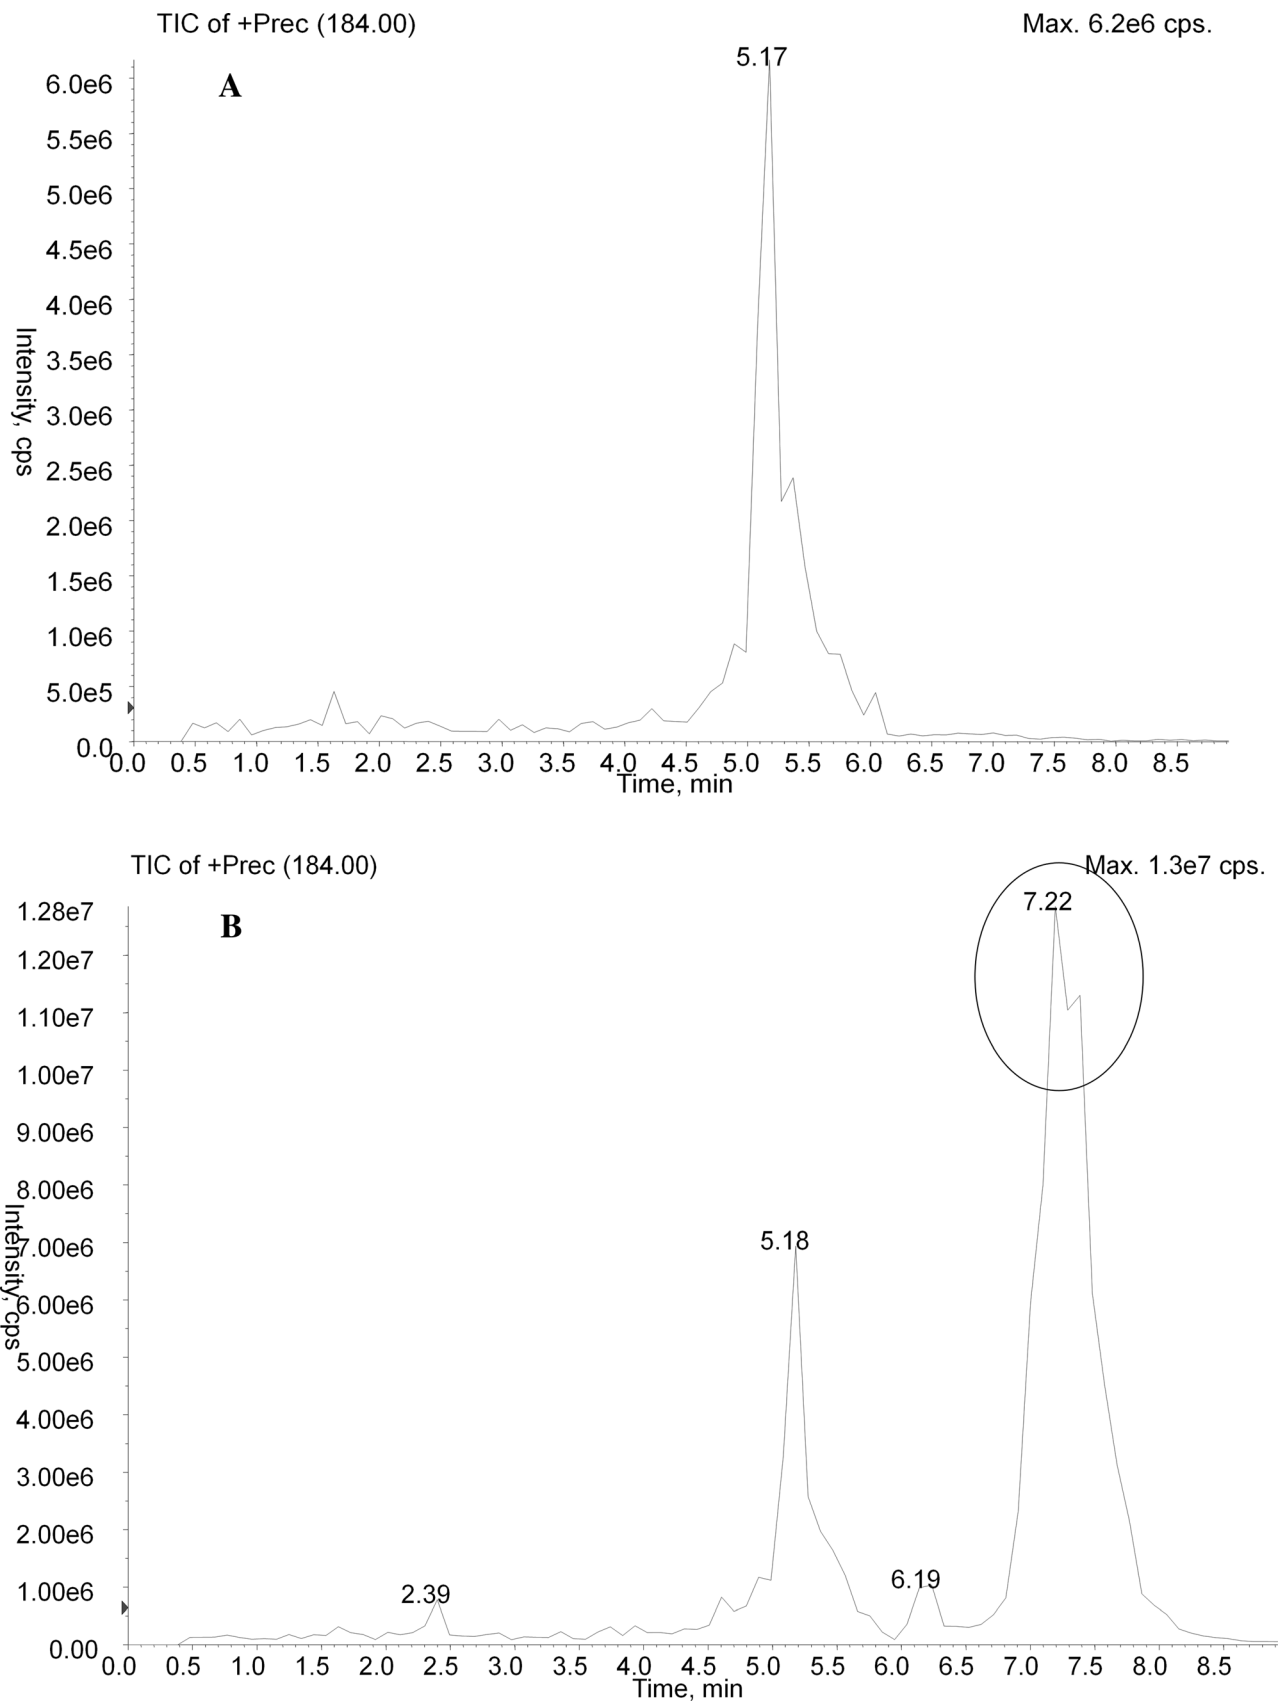 TIC of +Prec (184.00) Max. 6.2e6 cps.
A
5.17
6.0e6
5.5e6
5.0e6
4.5e6
4.0e6
3.5e6
3.0e6
2.5e6
2.0e6
1.5e6
1.0e6
5.0e5
0.0
Intensity, cps
0.0 0.5 1.0 1.5 2.0 2.5 3.0 3.5 4.0 4.5 5.0 5.5 6.0 6.5 7.0 7.5 8.0 8.5
Time, min
TIC of +Prec (184.00) Max. 1.3e7 cps.
B
7.22
5.18
2.39
6.19
1.28e7
1.20e7
1.10e7
1.00e7
9.00e6
8.00e6
7.00e6
6.00e6
5.00e6
4.00e6
3.00e6
2.00e6
1.00e6
0.00
Intensity, cps
0.0 0.5 1.0 1.5 2.0 2.5 3.0 3.5 4.0 4.5 5.0 5.5 6.0 6.5 7.0 7.5 8.0 8.5
Time, min